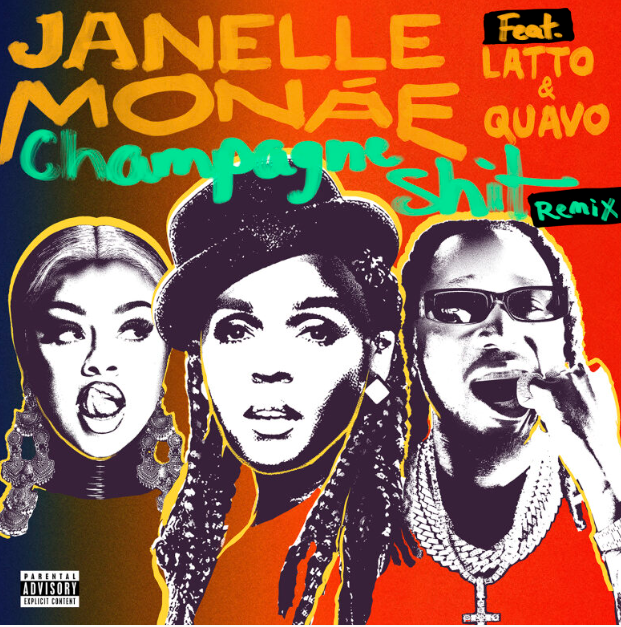 JANELLE
MONÁE
Feat.
LATTO
&
QUAVO
Champagne
Shit
Remix
PARENTAL
ADVISORY
EXPLICIT CONTENT